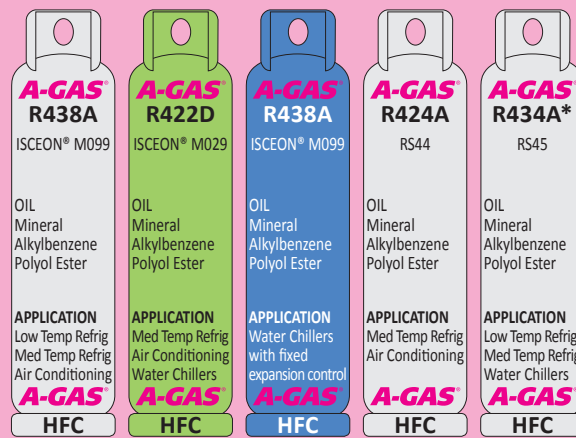 A-GAS®
R438A
ISCEON® M099
OIL
Mineral
Alkylbenzene
Polyol Ester
APPLICATION
Low Temp Refrig
Med Temp Refrig
Air Conditioning
A-GAS®
HFC
A-GAS®
R422D
ISCEON® M029
OIL
Mineral
Alkylbenzene
Polyol Ester
APPLICATION
Med Temp Refrig
Air Conditioning
Water Chillers
A-GAS®
HFC
A-GAS®
R438A
ISCEON® M099
OIL
Mineral
Alkylbenzene
Polyol Ester
APPLICATION
Water Chillers
with fixed
expansion control
A-GAS®
HFC
A-GAS®
R424A
RS44
OIL
Mineral
Alkylbenzene
Polyol Ester
APPLICATION
Med Temp Refrig
Air Conditioning
A-GAS®
HFC
A-GAS®
R434A*
RS45
OIL
Mineral
Alkylbenzene
Polyol Ester
APPLICATION
Low Temp Refrig
Med Temp Refrig
Water Chillers
A-GAS®
HFC